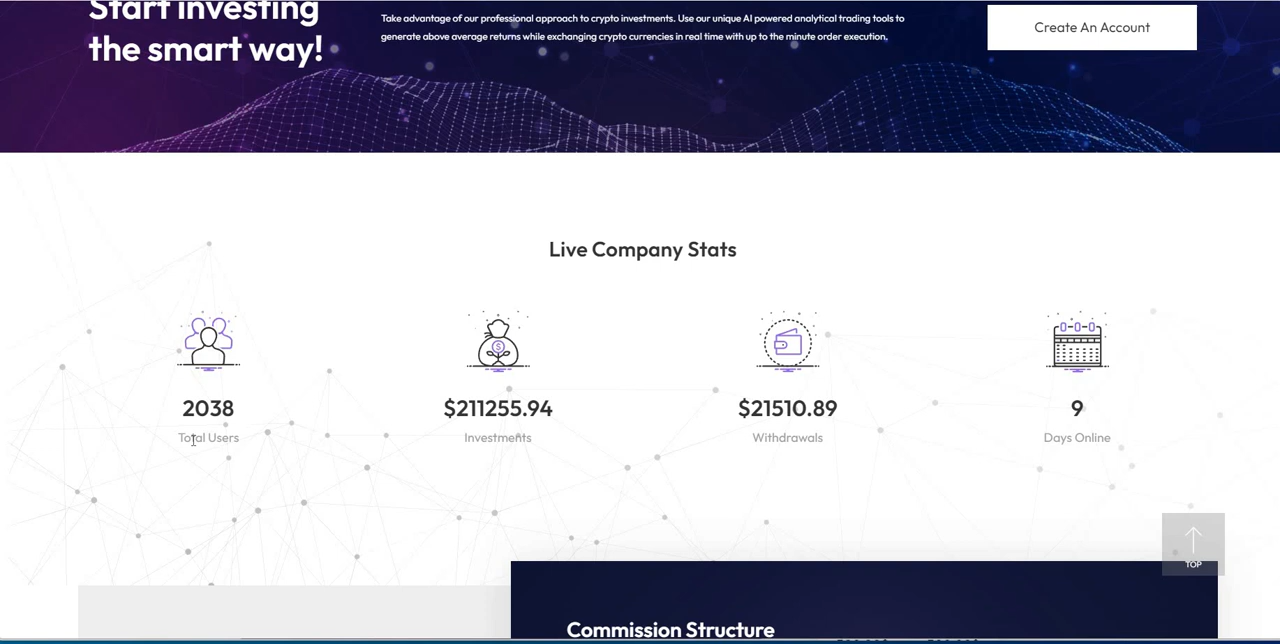 Start investing
the smart way!
Take advantage of our professional approach to crypto investments. Use our unique AI powered analytical trading tools to
generate above average returns while exchanging crypto currencies in real time with up to the minute order execution.
Create An Account
Live Company Stats
2038
Total Users
$211255.94
Investments
$21510.89
Withdrawals
9
Days Online
TOP
Commission Structure